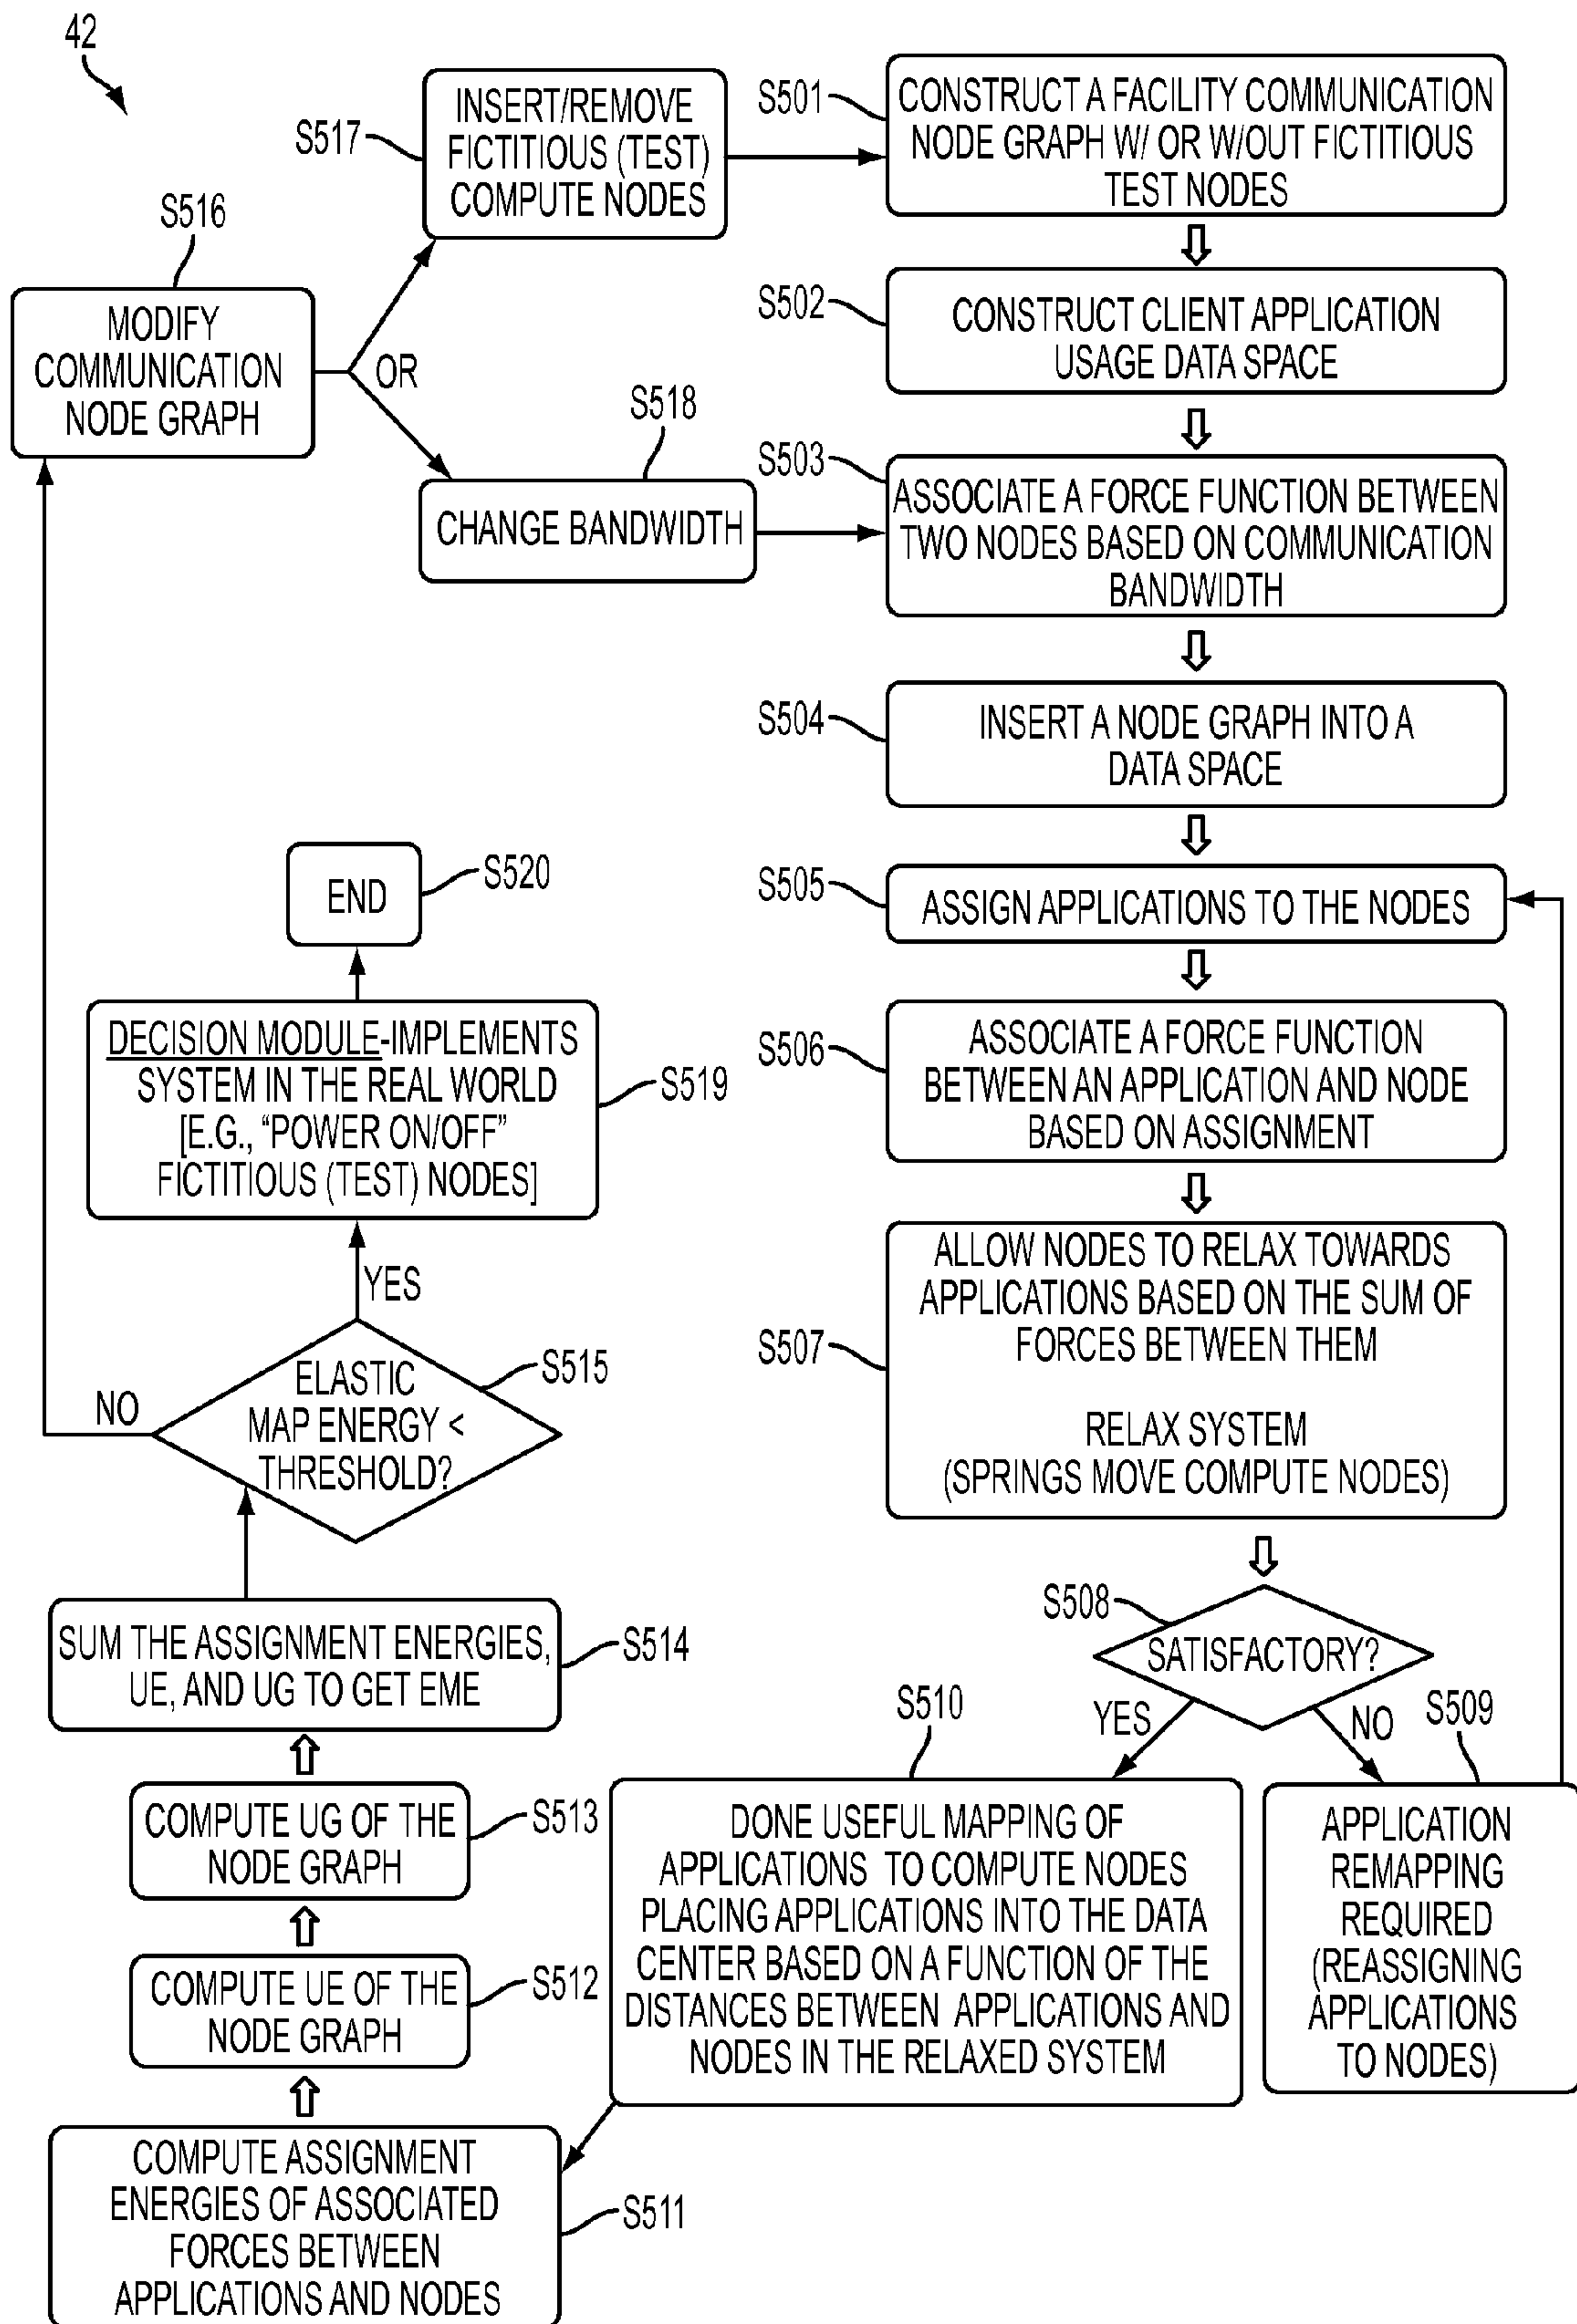 42
S517
INSERT/REMOVE
FICTITIOUS (TEST)
COMPUTE NODES
S501
CONSTRUCT A FACILITY COMMUNICATION
NODE GRAPH W/ OR W/OUT FICTITIOUS
TEST NODES
S516
MODIFY
COMMUNICATION
NODE GRAPH
OR
S502
CONSTRUCT CLIENT APPLICATION
USAGE DATA SPACE
S518
CHANGE BANDWIDTH
S503
ASSOCIATE A FORCE FUNCTION BETWEEN
TWO NODES BASED ON COMMUNICATION
BANDWIDTH
S504
INSERT A NODE GRAPH INTO A
DATA SPACE
S505
ASSIGN APPLICATIONS TO THE NODES
S506
ASSOCIATE A FORCE FUNCTION
BETWEEN AN APPLICATION AND NODE
BASED ON ASSIGNMENT
S507
ALLOW NODES TO RELAX TOWARDS
APPLICATIONS BASED ON THE SUM OF
FORCES BETWEEN THEM
RELAX SYSTEM
(SPRINGS MOVE COMPUTE NODES)
S508
SATISFACTORY?
YES
NO
S509
APPLICATION
REMAPPING
REQUIRED
(REASSIGNING
APPLICATIONS
TO NODES)
S510
DONE USEFUL MAPPING OF
APPLICATIONS TO COMPUTE NODES
PLACING APPLICATIONS INTO THE DATA
CENTER BASED ON A FUNCTION OF THE
DISTANCES BETWEEN APPLICATIONS AND
NODES IN THE RELAXED SYSTEM
COMPUTE ASSIGNMENT
ENERGIES OF ASSOCIATED
FORCES BETWEEN
APPLICATIONS AND NODES
S511
COMPUTE UE OF THE
NODE GRAPH
S512
COMPUTE UG OF THE
NODE GRAPH
S513
SUM THE ASSIGNMENT ENERGIES,
UE, AND UG TO GET EME
S514
ELASTIC
MAP ENERGY <
THRESHOLD?
S515
NO
YES
DECISION MODULE-IMPLEMENTS
SYSTEM IN THE REAL WORLD
[E.G., "POWER ON/OFF"
FICTITIOUS (TEST) NODES]
S519
END
S520